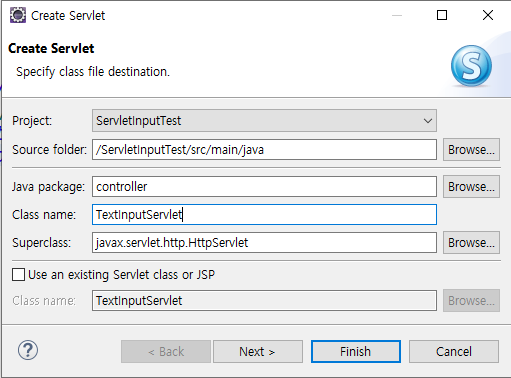 Create Servlet
Create Servlet
Specify class file destination.
S
Project: ServletInputTest
Source folder: /ServletInputTest/src/main/java Browse...
Java package: controller Browse...
Class name: TextInputServlet
Superclass: javax.servlet.http.HttpServlet Browse...
Use an existing Servlet class or JSP
Class name: TextInputServlet Browse...
? < Back Next > Finish Cancel